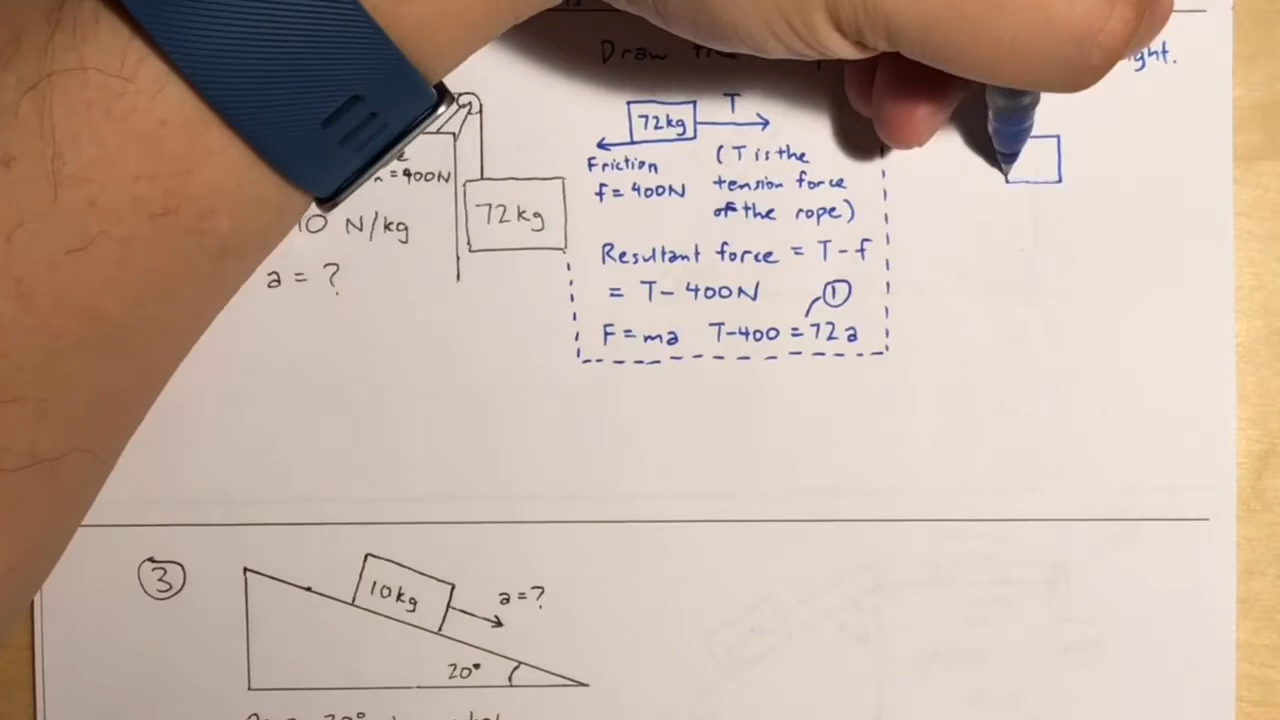 Draw
ght.
= 400N
10 N/kg
a = ?
72kg
72kg
T
Friction
f = 400N
(T is the
tension force
of the rope)
Resultant force = T - f
= T - 400N
①
F = ma T-400 = 72a
③
10kg
a = ?
20°